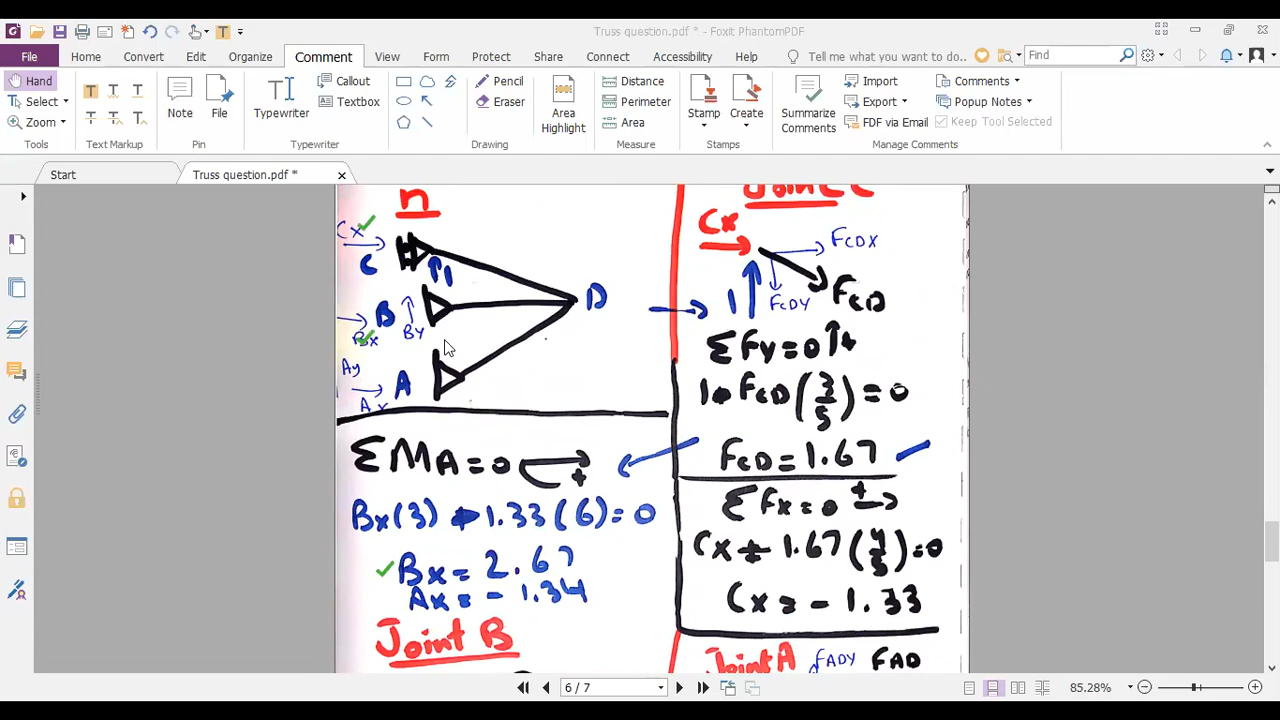 Truss question.pdf * - Foxit PhantomPDF
File
Home
Convert
Edit
Organize
Comment
View
Form
Protect
Share
Connect
Accessibility
Help
Tell me what you want to do..
Find
Hand
Select
Zoom
Tools
T T T
T T T
Text Markup
Note
File
Pin
Typewriter
Callout
Textbox
Typewriter
Pencil
Eraser
Area Highlight
Drawing
Distance
Perimeter
Area
Measure
Stamp
Create
Stamps
Summarize Comments
Import
Export
FDF via Email
Comments
Popup Notes
Keep Tool Selected
Manage Comments
Start
Truss question.pdf *
n
Cx
C
1
B
Bx
By
D
Ay
A
Ax
ΣMA=0 +
Bx(3) - 1.33(6)=0
Bx = 2.67
Ax = - 1.34
Joint B
Joint C
Cx
FCDX
1
FCDY
FCD
ΣFy=0 ↑+
FCD(3/5)=0
FCD=1.67
ΣFx=0 +→
Cx + 1.67(4/5)=0
Cx = - 1.33
Joint A
FADY
FAD
6 / 7
85.28%